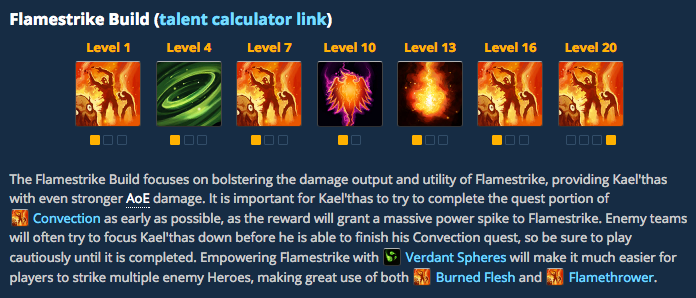 Flamestrike Build (talent calculator link)
Level 1 Level 4 Level 7 Level 10 Level 13 Level 16 Level 20
The Flamestrike Build focuses on bolstering the damage output and utility of Flamestrike, providing Kael'thas
with even stronger AoE damage. It is important for Kael'thas to try to complete the quest portion of
Convection as early as possible, as the reward will grant a massive power spike to Flamestrike. Enemy teams
will often try to focus Kael'thas down before he is able to finish his Convection quest, so be sure to play
cautiously until it is completed. Empowering Flamestrike with Verdant Spheres will make it much easier for
players to strike multiple enemy Heroes, making great use of both Burned Flesh and Flamethrower.